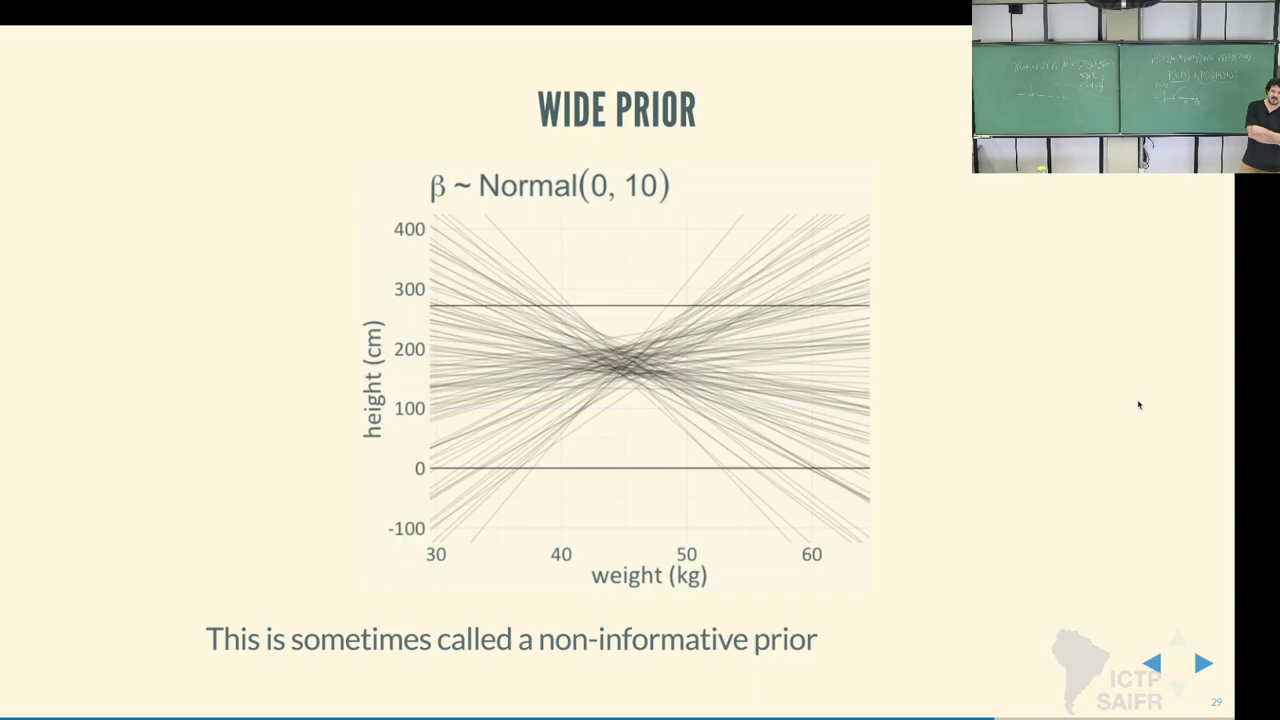 WIDE PRIOR
β ~ Normal(0, 10)
400
300
200
100
0
-100
height (cm)
30 40 50 60
weight (kg)
This is sometimes called a non-informative prior
ICTP
SAIFR
29